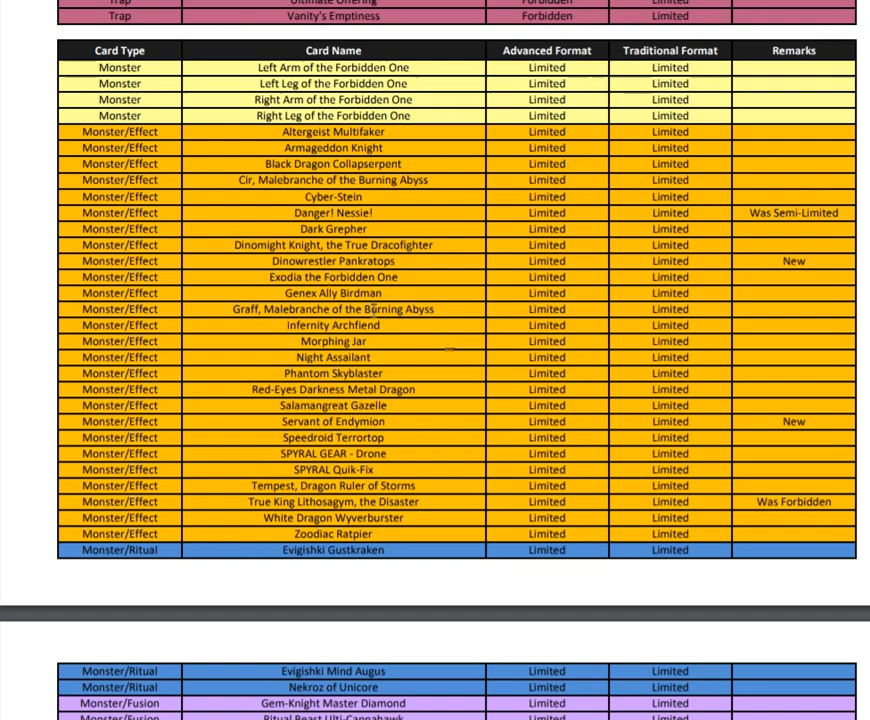 Trap Ultimate Offering Forbidden Limited
Trap Vanity's Emptiness Forbidden Limited
Card Type Card Name Advanced Format Traditional Format Remarks
Monster Left Arm of the Forbidden One Limited Limited
Monster Left Leg of the Forbidden One Limited Limited
Monster Right Arm of the Forbidden One Limited Limited
Monster Right Leg of the Forbidden One Limited Limited
Monster/Effect Altergeist Multifaker Limited Limited
Monster/Effect Armageddon Knight Limited Limited
Monster/Effect Black Dragon Collapserpent Limited Limited
Monster/Effect Cir, Malebranche of the Burning Abyss Limited Limited
Monster/Effect Cyber-Stein Limited Limited
Monster/Effect Danger! Nessie! Limited Limited Was Semi-Limited
Monster/Effect Dark Grepher Limited Limited
Monster/Effect Dinomight Knight, the True Dracofighter Limited Limited
Monster/Effect Dinowrestler Pankratops Limited Limited New
Monster/Effect Exodia the Forbidden One Limited Limited
Monster/Effect Genex Ally Birdman Limited Limited
Monster/Effect Graff, Malebranche of the Burning Abyss Limited Limited
Monster/Effect Infernity Archfiend Limited Limited
Monster/Effect Morphing Jar Limited Limited
Monster/Effect Night Assailant Limited Limited
Monster/Effect Phantom Skyblaster Limited Limited
Monster/Effect Red-Eyes Darkness Metal Dragon Limited Limited
Monster/Effect Salamangreat Gazelle Limited Limited
Monster/Effect Servant of Endymion Limited Limited New
Monster/Effect Speedroid Terrortop Limited Limited
Monster/Effect SPYRAL GEAR - Drone Limited Limited
Monster/Effect SPYRAL Quik-Fix Limited Limited
Monster/Effect Tempest, Dragon Ruler of Storms Limited Limited
Monster/Effect True King Lithosagym, the Disaster Limited Limited Was Forbidden
Monster/Effect White Dragon Wyverburster Limited Limited
Monster/Effect Zoodiac Ratpier Limited Limited
Monster/Ritual Evigishki Gustkraken Limited Limited
Monster/Ritual Evigishki Mind Augus Limited Limited
Monster/Ritual Nekroz of Unicore Limited Limited
Monster/Fusion Gem-Knight Master Diamond Limited Limited
Monster/Fusion Ritual Beast Ulti-Cannahawk Limited Limited